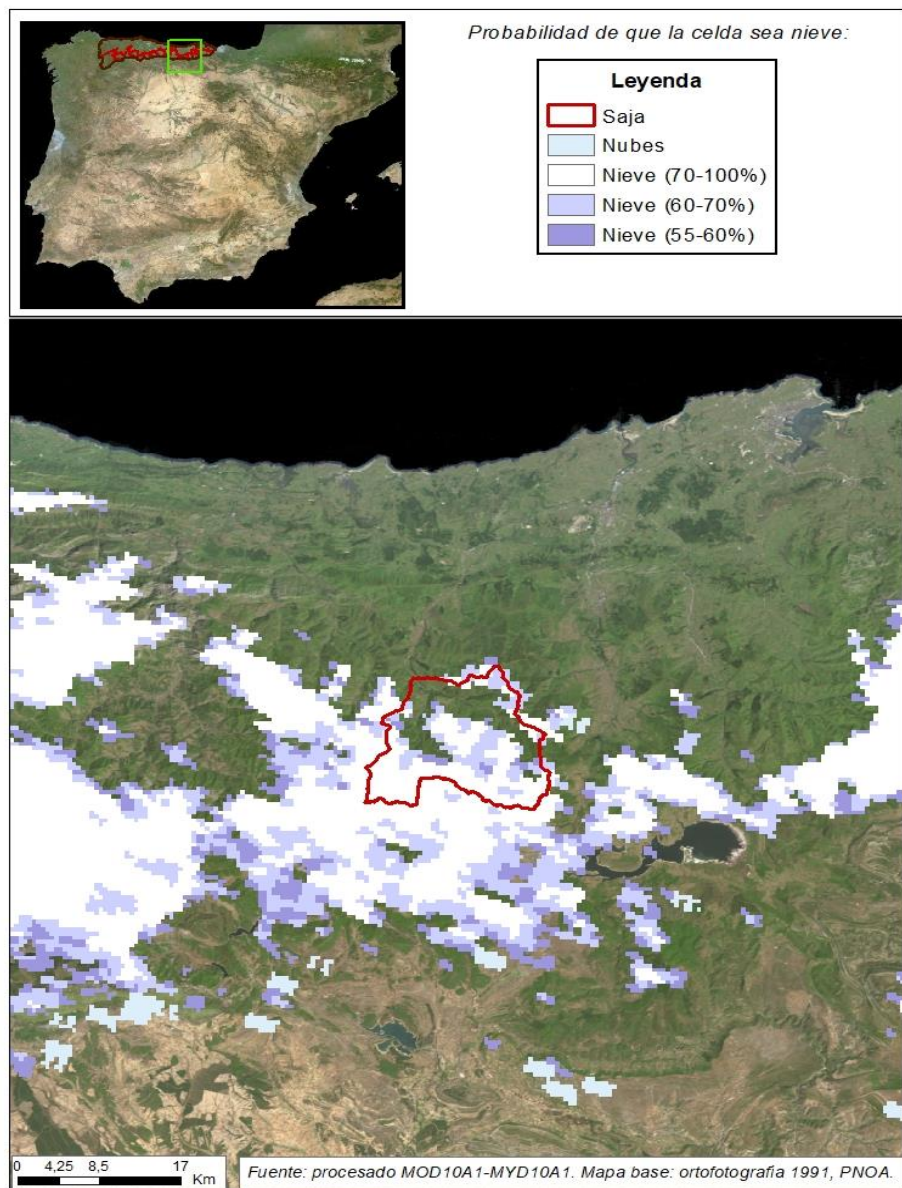 Probabilidad de que la celda sea nieve:
Leyenda
Saja
Nubes
Nieve (70-100%)
Nieve (60-70%)
Nieve (55-60%)
0 4,25 8,5 17
Km
Fuente: procesado MOD10A1-MYD10A1. Mapa base: ortofotografía 1991, PNOA.